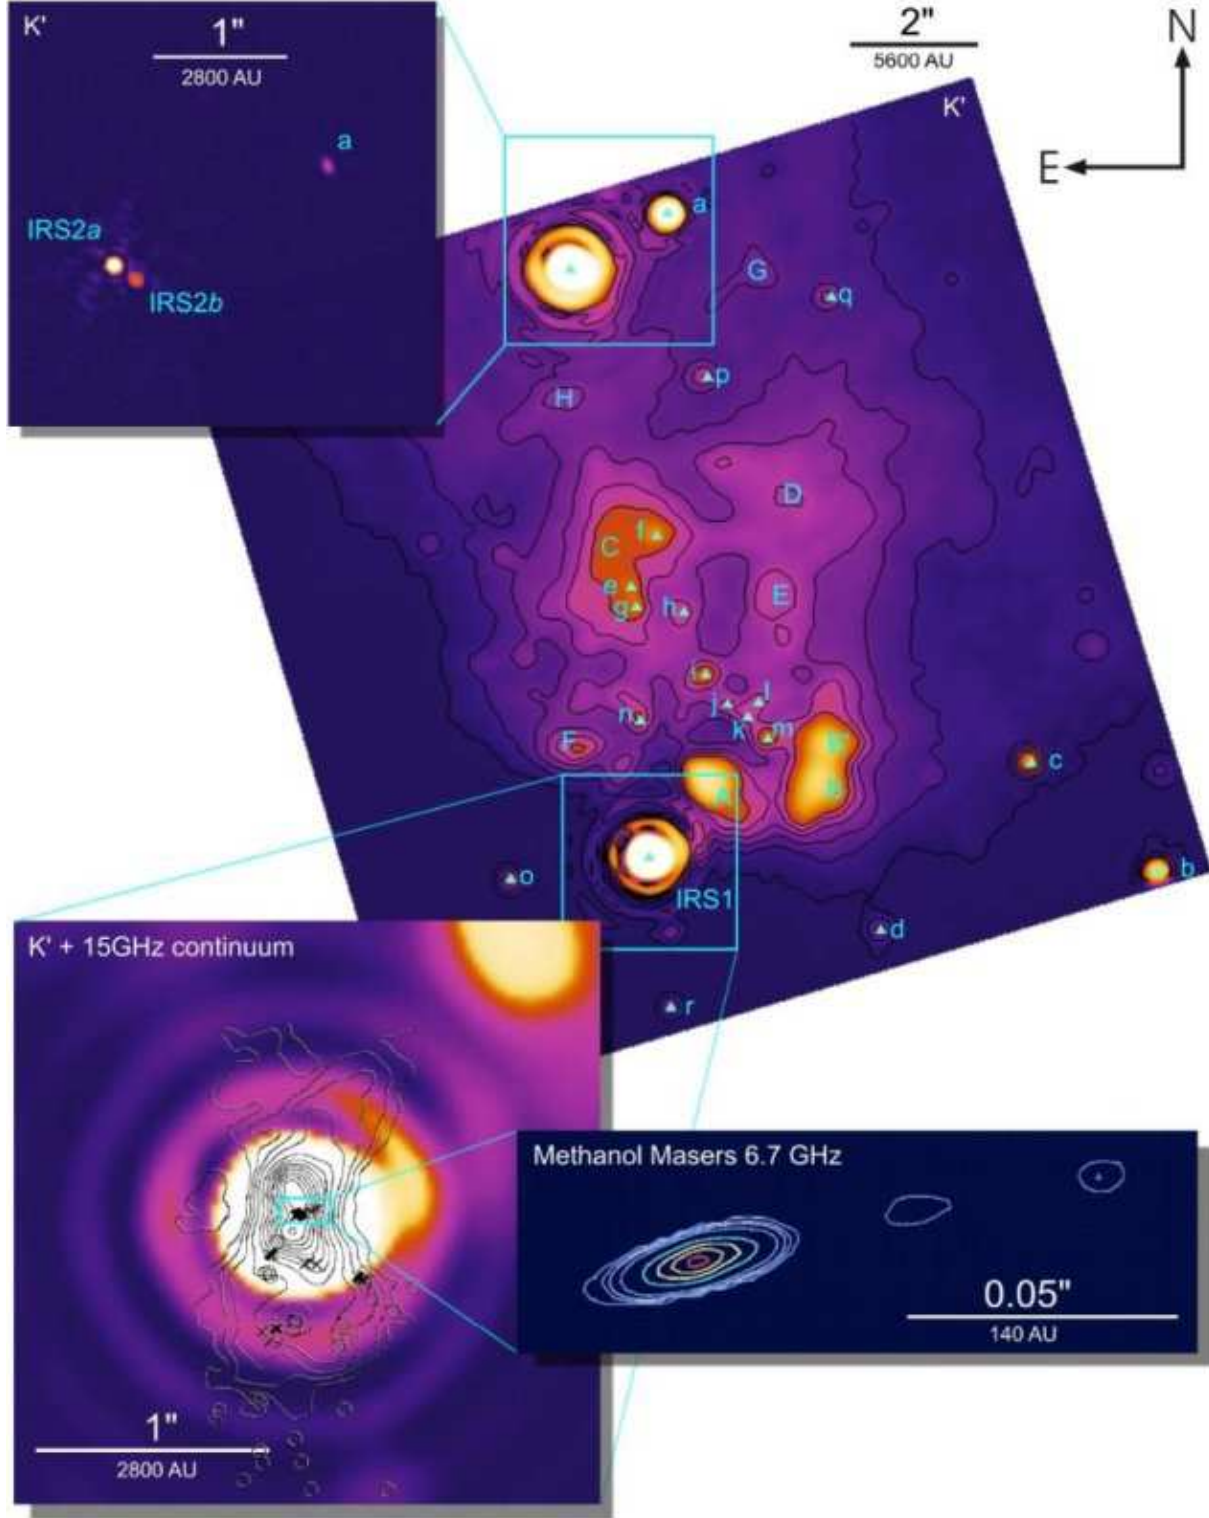 K'
1"
2800 AU
a
IRS2a
IRS2b
2"
5600 AU
N
E
K'
a
G
q
p
H
D
C
f
e
g
h
E
i
j
l
k
m
n
F
A
c
b
o
IRS1
d
r
K' + 15GHz continuum
1"
2800 AU
Methanol Masers 6.7 GHz
0.05"
140 AU